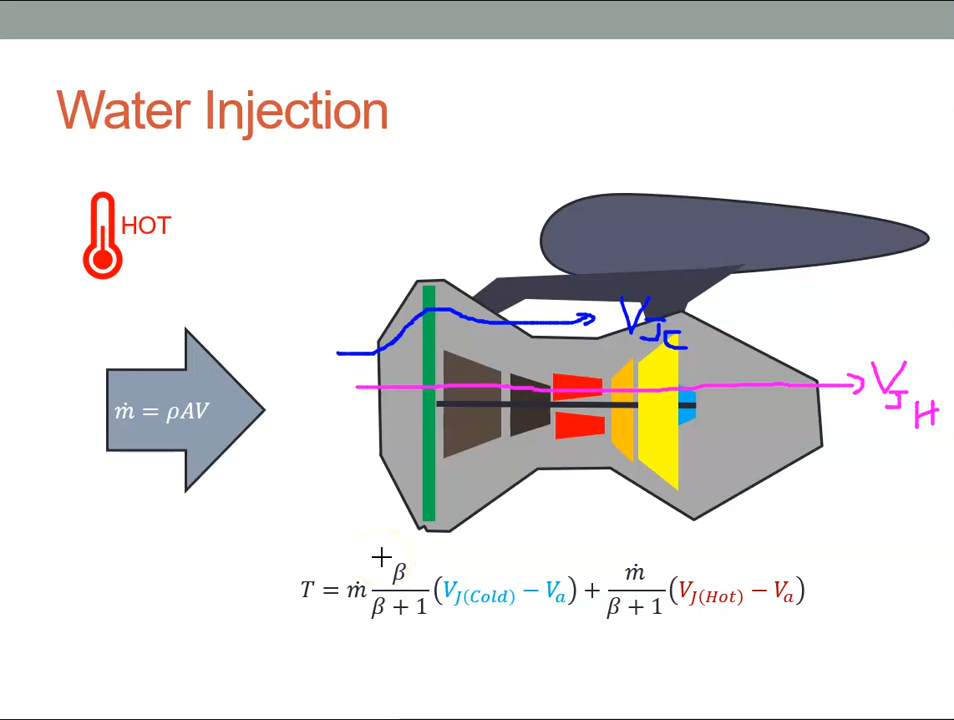 Water Injection
HOT
V_JC
ṁ = ρAV
V_JH
T = ṁ β/(β + 1) (V_J(Cold) − V_a) + ṁ/(β + 1) (V_J(Hot) − V_a)